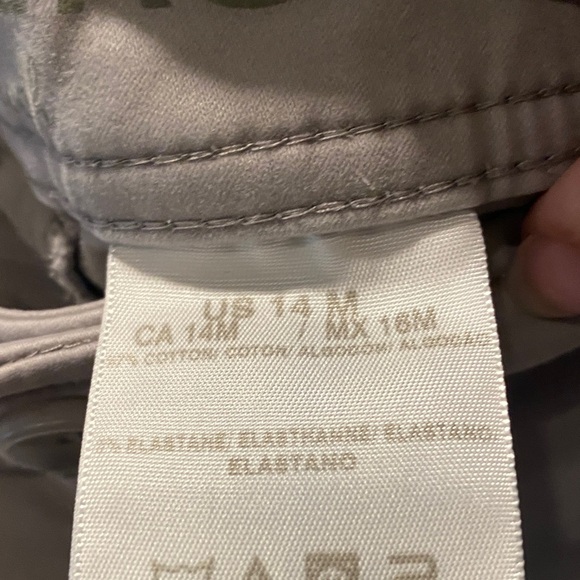 US 14 M
CA 14M / MX 16M
COTTON/ COTON/ ALGODON/ ALGODAO
ELASTANE/ ELASTHANNE/ ELASTANO/
ELASTANO